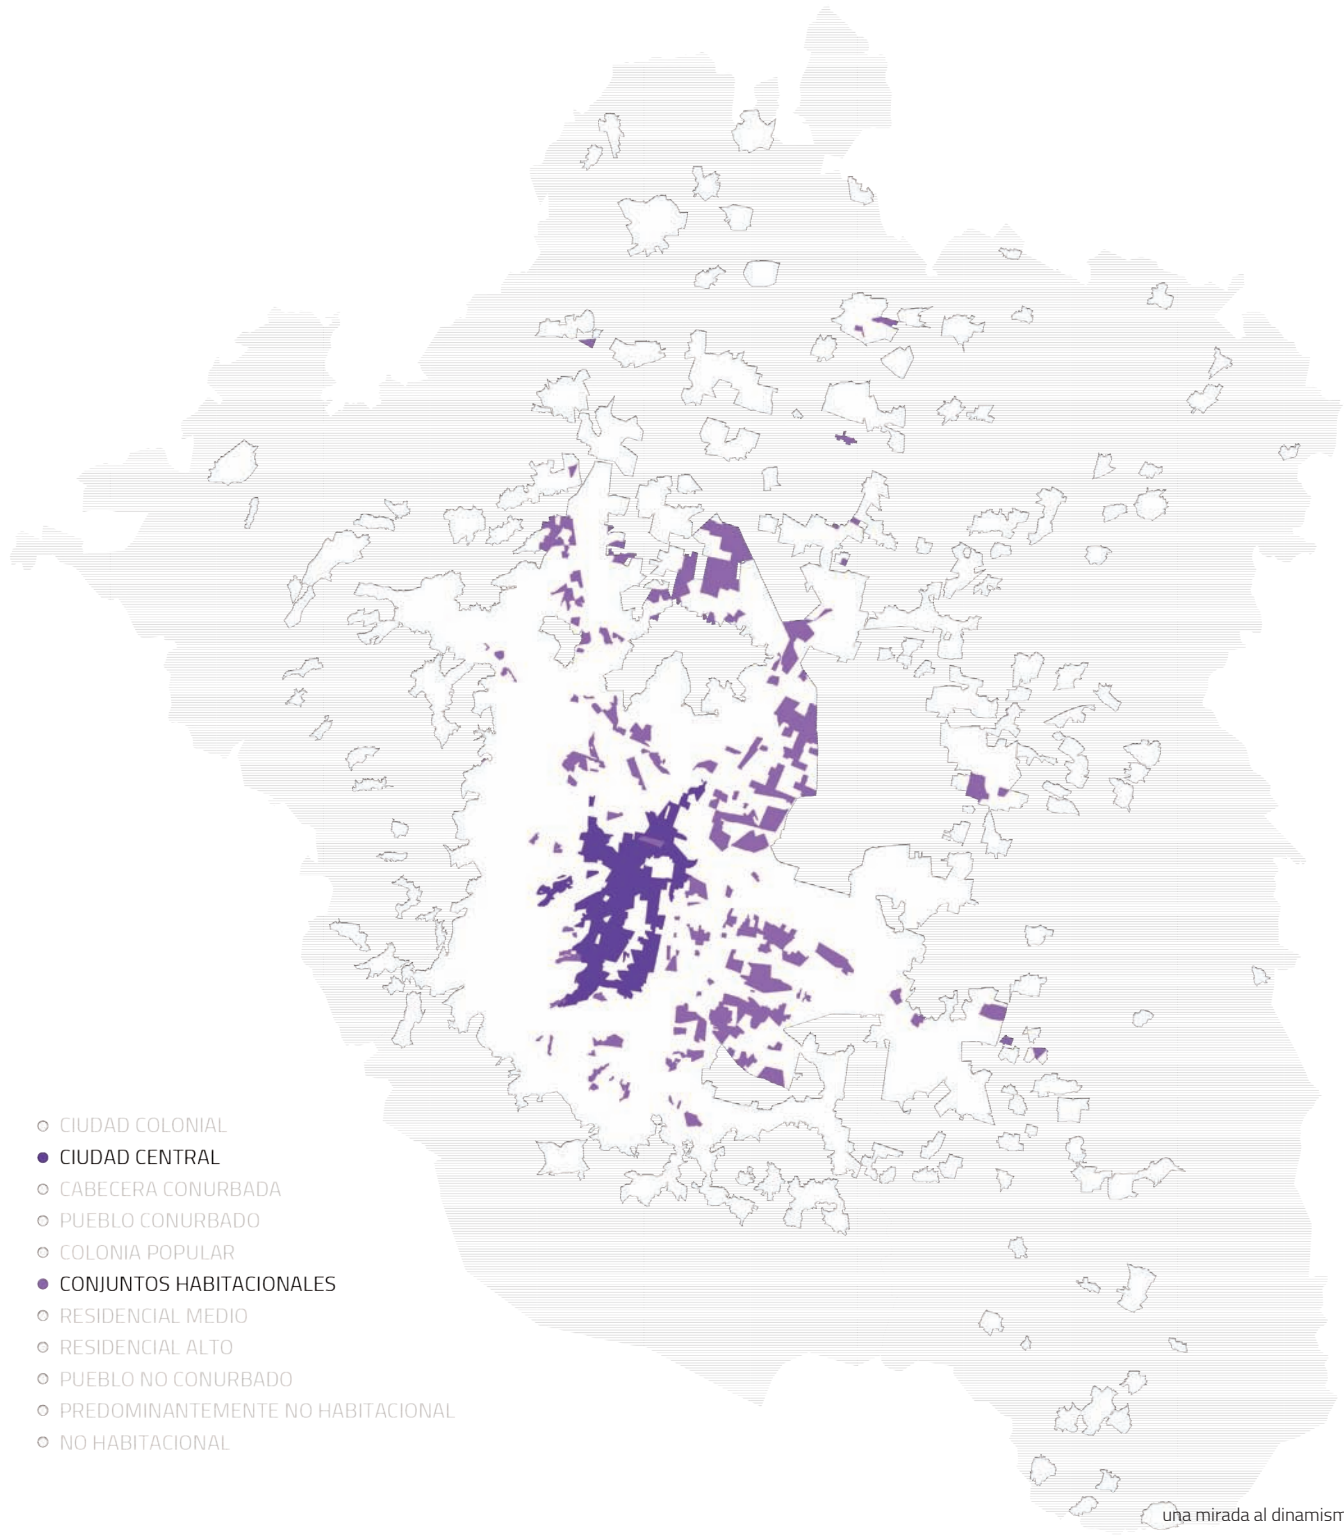 CIUDAD COLONIAL
CIUDAD CENTRAL
CABECERA CONURBADA
PUEBLO CONURBADO
COLONIA POPULAR
CONJUNTOS HABITACIONALES
RESIDENCIAL MEDIO
RESIDENCIAL ALTO
PUEBLO NO CONURBADO
PREDOMINANTEMENTE NO HABITACIONAL
NO HABITACIONAL
una mirada al dinamism